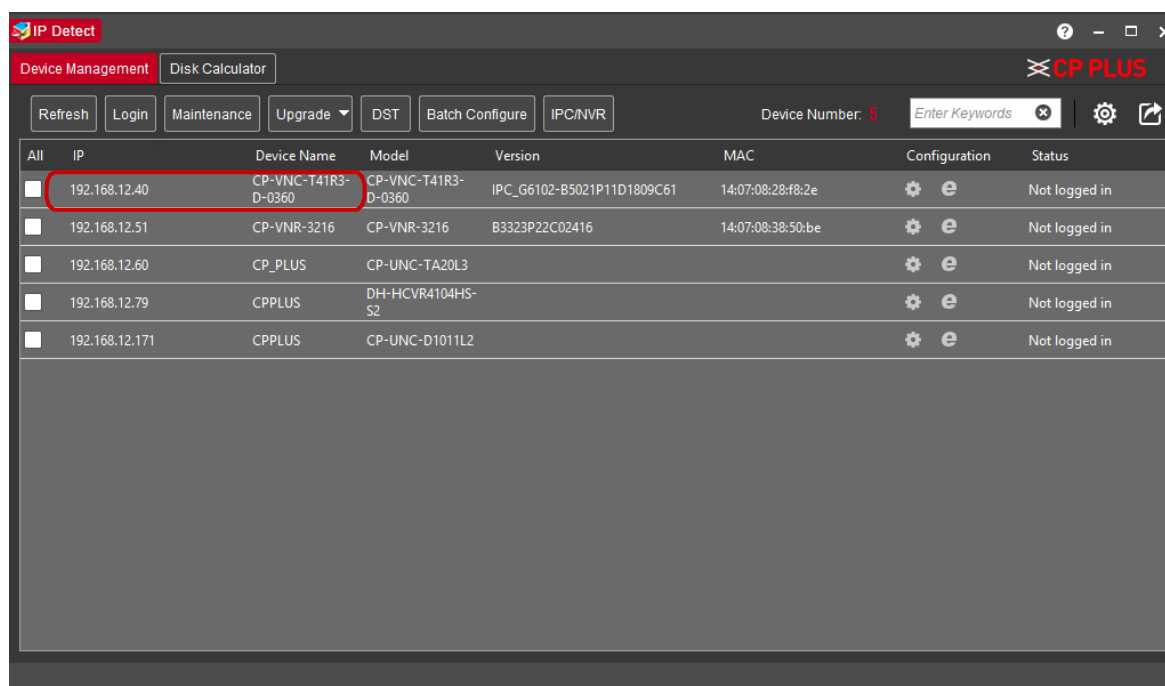 IP Detect
Device Management Disk Calculator CP PLUS
Refresh Login Maintenance Upgrade DST Batch Configure IPC/NVR Device Number: 5 Enter Keywords
All IP Device Name Model Version MAC Configuration Status
192.168.12.40 CP-VNC-T41R3-D-0360 CP-VNC-T41R3-D-0360 IPC_G6102-B5021P11D1809C61 14:07:08:28:f8:2e Not logged in
192.168.12.51 CP-VNR-3216 CP-VNR-3216 B3323P22C02416 14:07:08:38:50:be Not logged in
192.168.12.60 CP_PLUS CP-UNC-TA20L3 Not logged in
192.168.12.79 CPPLUS DH-HCVR4104HS-S2 Not logged in
192.168.12.171 CPPLUS CP-UNC-D1011L2 Not logged in